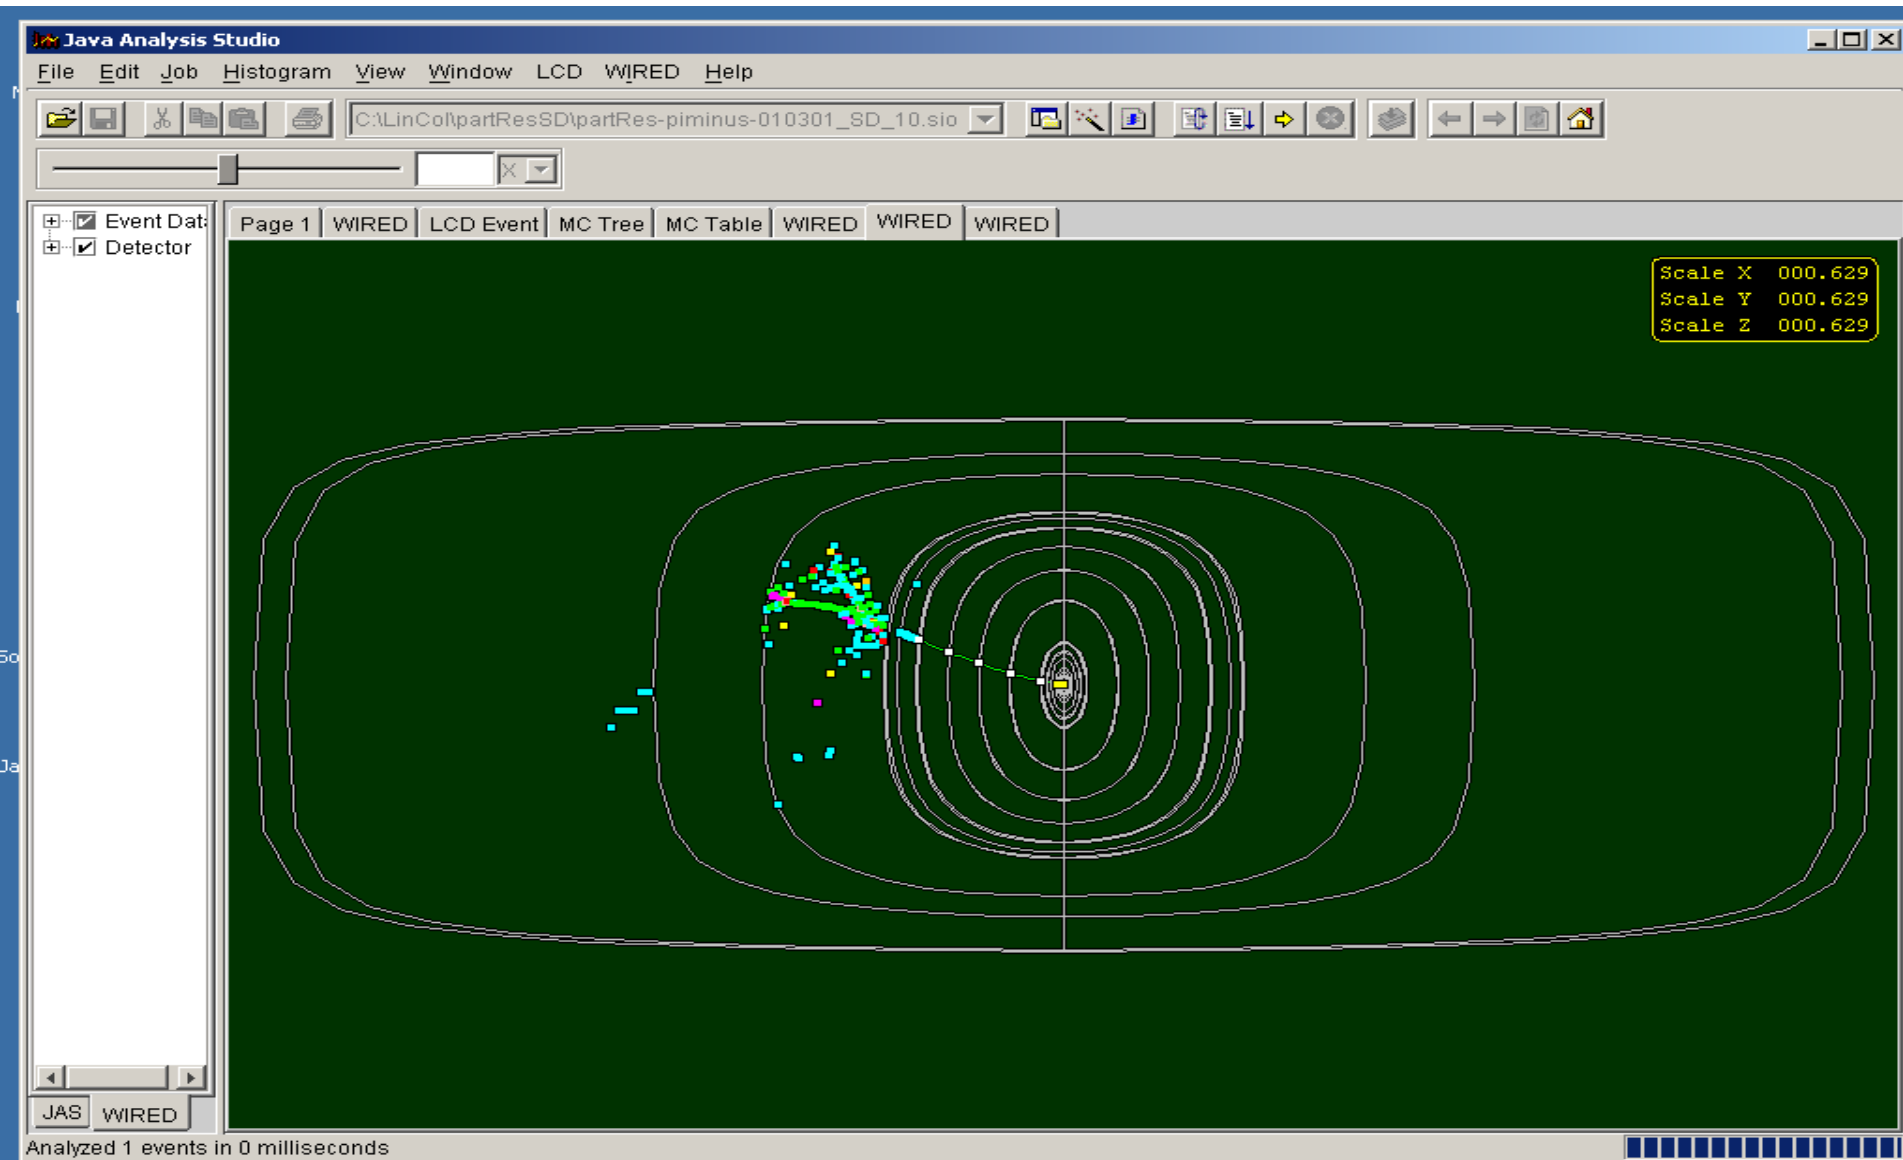 Java Analysis Studio
File Edit Job Histogram View Window LCD WIRED Help
C:\LinCol\partResSD\partRes-piminus-010301_SD_10.sio
X
Event Dat
Detector
Page 1 WIRED LCD Event MC Tree MC Table WIRED WIRED WIRED
Scale X 000.629
Scale Y 000.629
Scale Z 000.629
So
Ja
JAS WIRED
Analyzed 1 events in 0 milliseconds